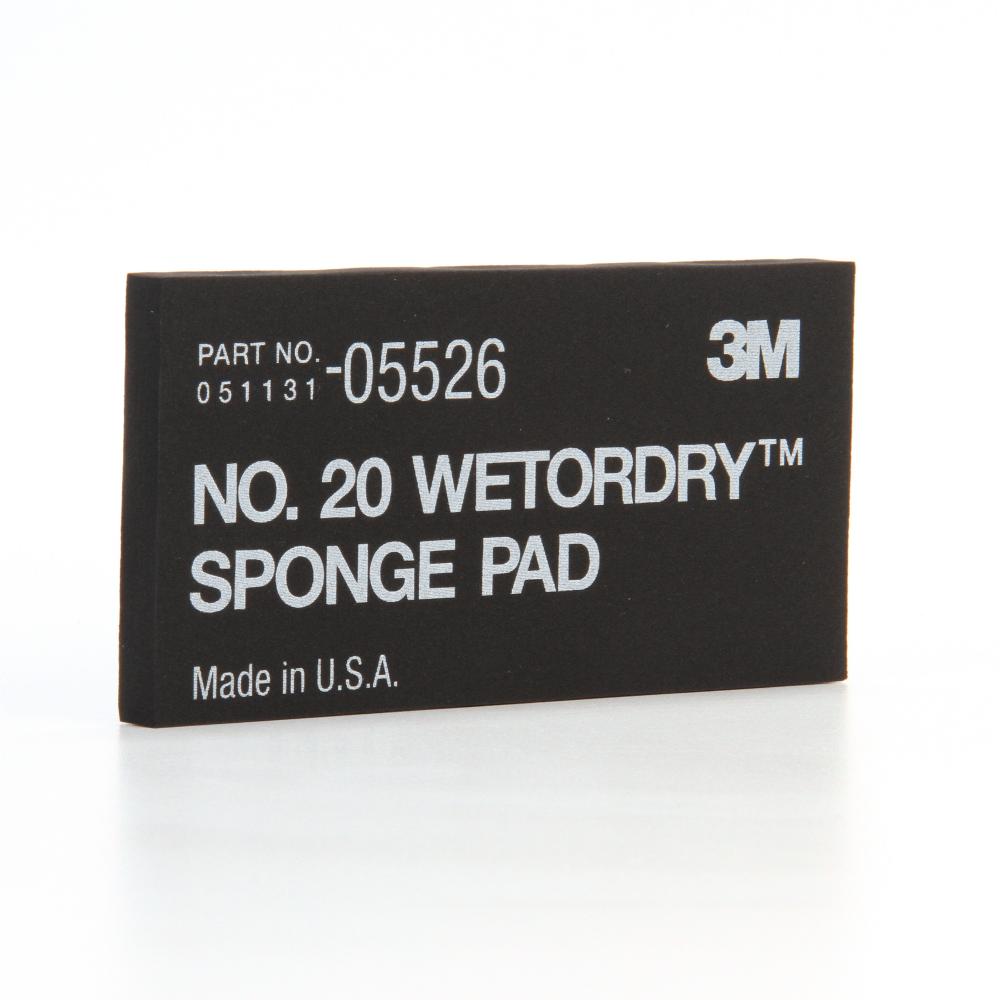 PART NO.
051131 -05526
3M
NO. 20 WETORDRY™
SPONGE PAD
Made in U.S.A.